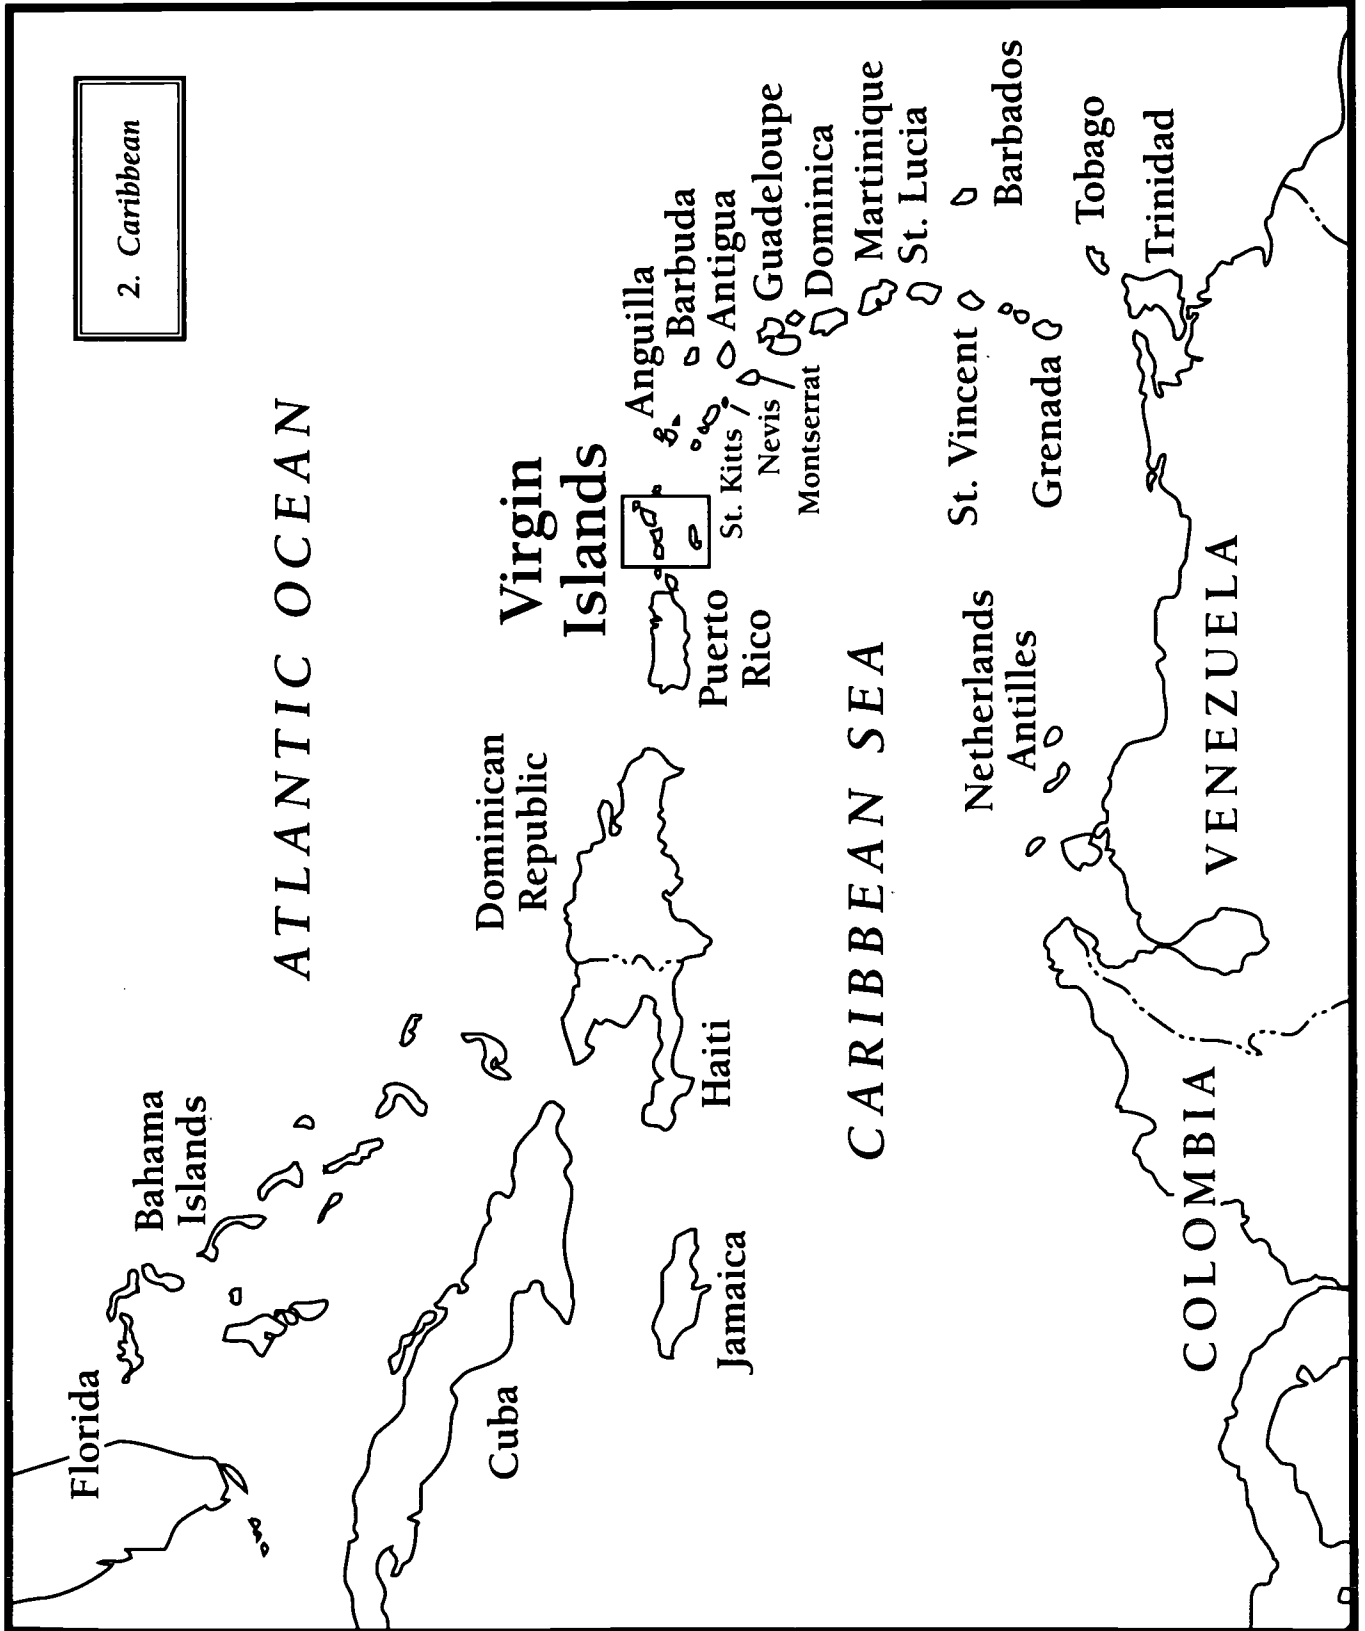 2. Caribbean
Florida
Bahama
Islands
ATLANTIC OCEAN
Cuba
Dominican
Republic
Virgin
Islands
Haiti
Jamaica
Puerto
Rico
Anguilla
Barbuda
Antigua
Guadeloupe
Dominica
Martinique
St. Lucia
Barbados
St. Kitts
Nevis
Montserrat
CARIBBEAN SEA
St. Vincent
Grenada
Tobago
Trinidad
Netherlands
Antilles
VENEZUELA
COLOMBIA